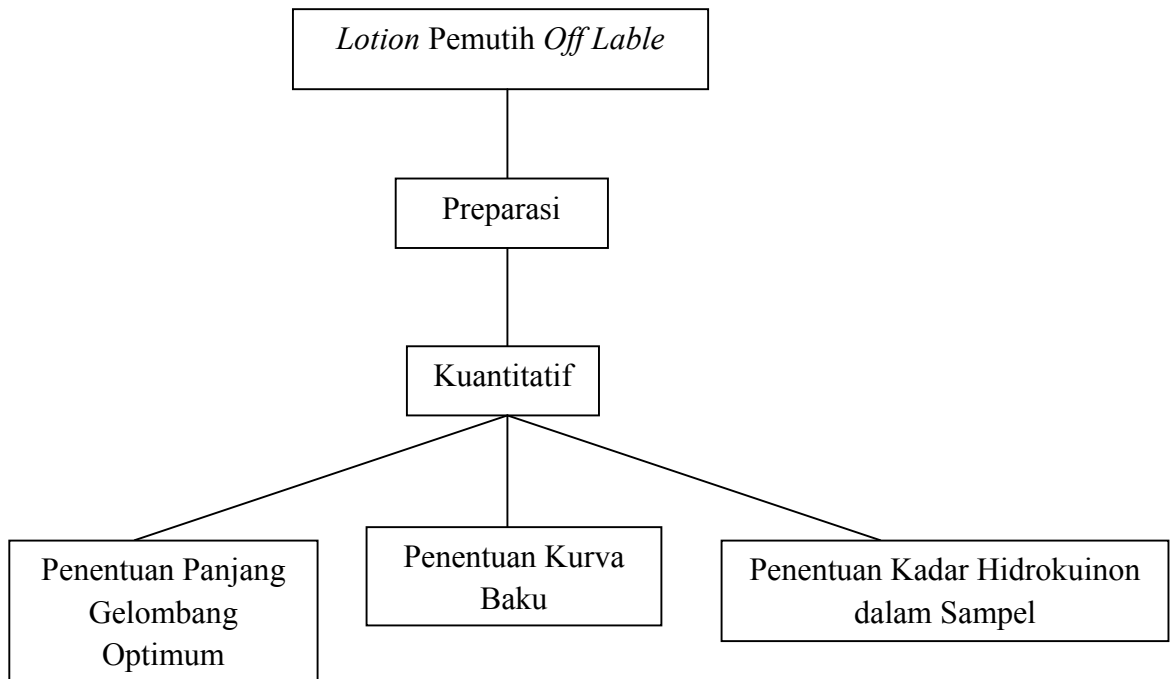 Lotion Pemutih Off Lable
Preparasi
Kuantitatif
Penentuan Panjang
Gelombang
Optimum
Penentuan Kurva
Baku
Penentuan Kadar Hidrokuinon
dalam Sampel